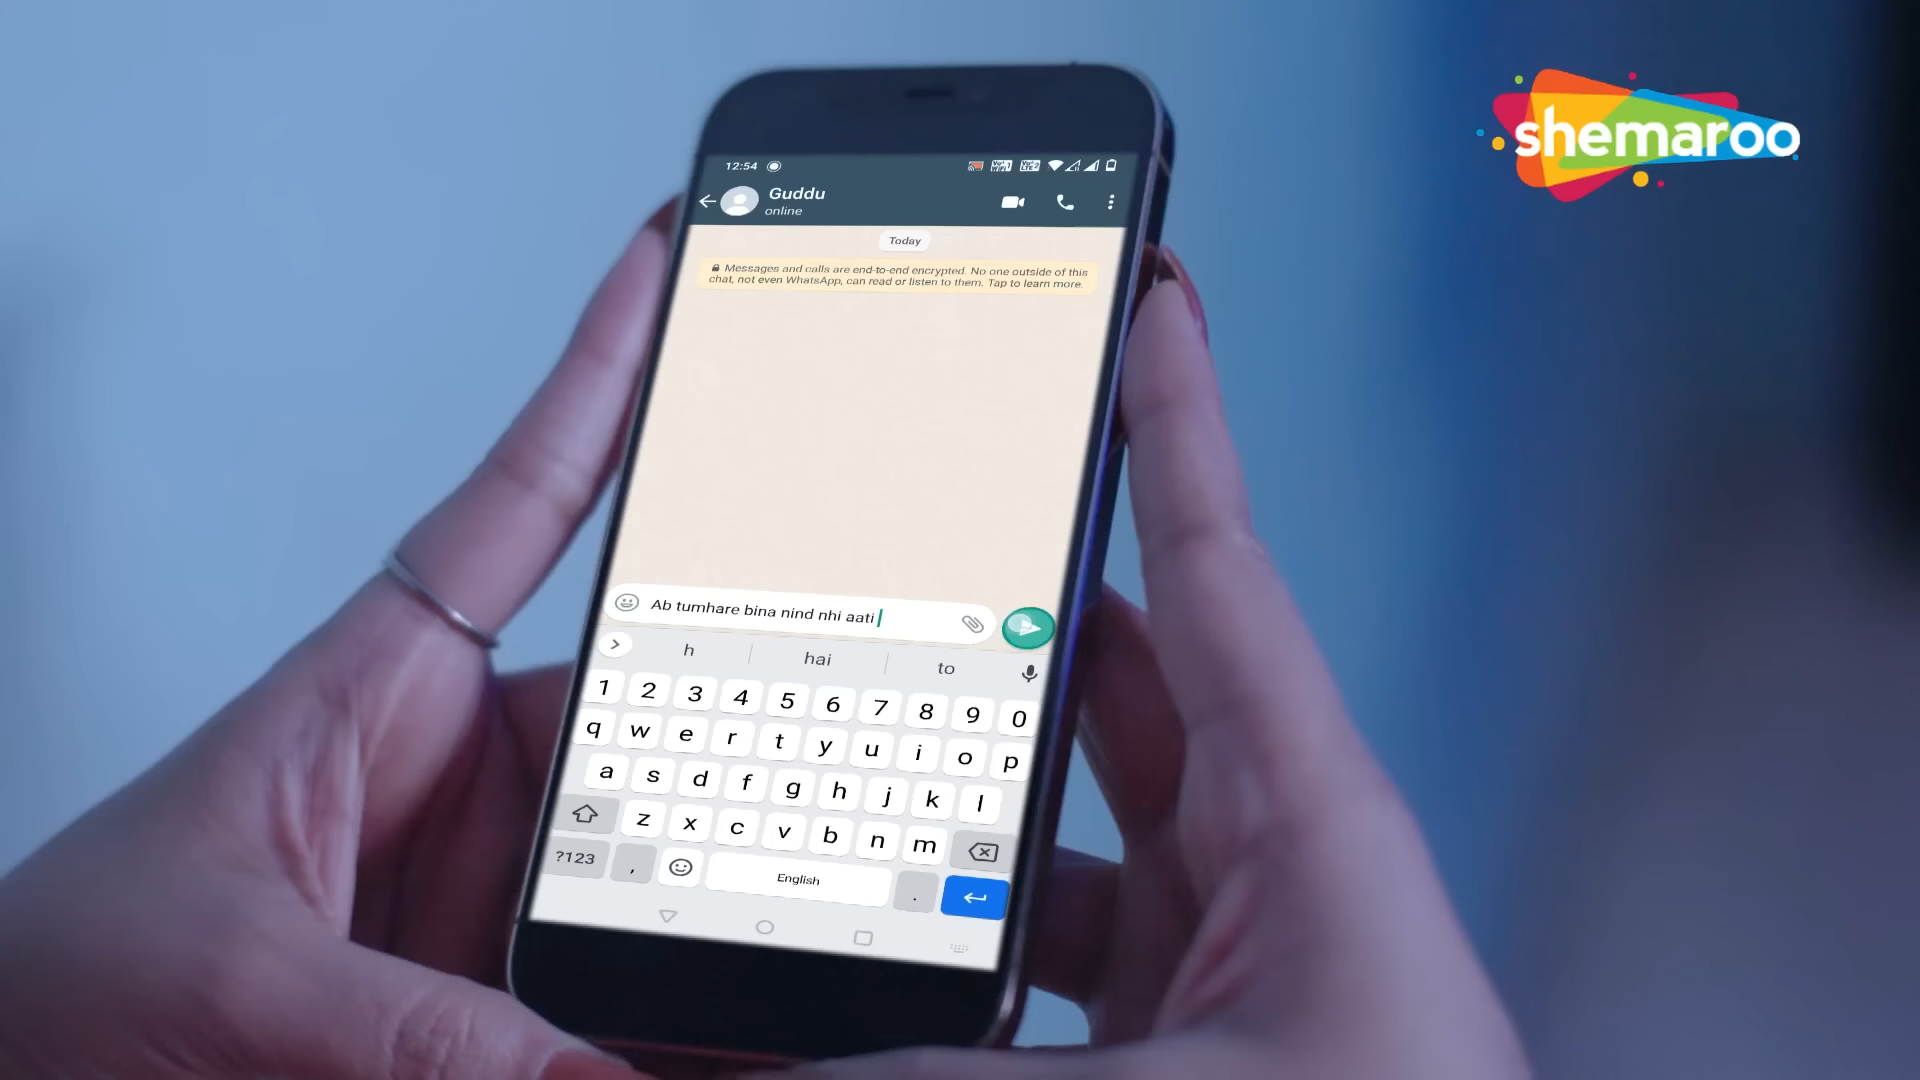 shemaroo
12:54
Guddu
online
Today
Messages and calls are end-to-end encrypted. No one outside of this
chat, not even WhatsApp, can read or listen to them. Tap to learn more.
Ab tumhare bina nind nhi aati
h hai to
1 2 3 4 5 6 7 8 9 0
q w e r t y u i o p
a s d f g h j k l
z x c v b n m
?123 , English .